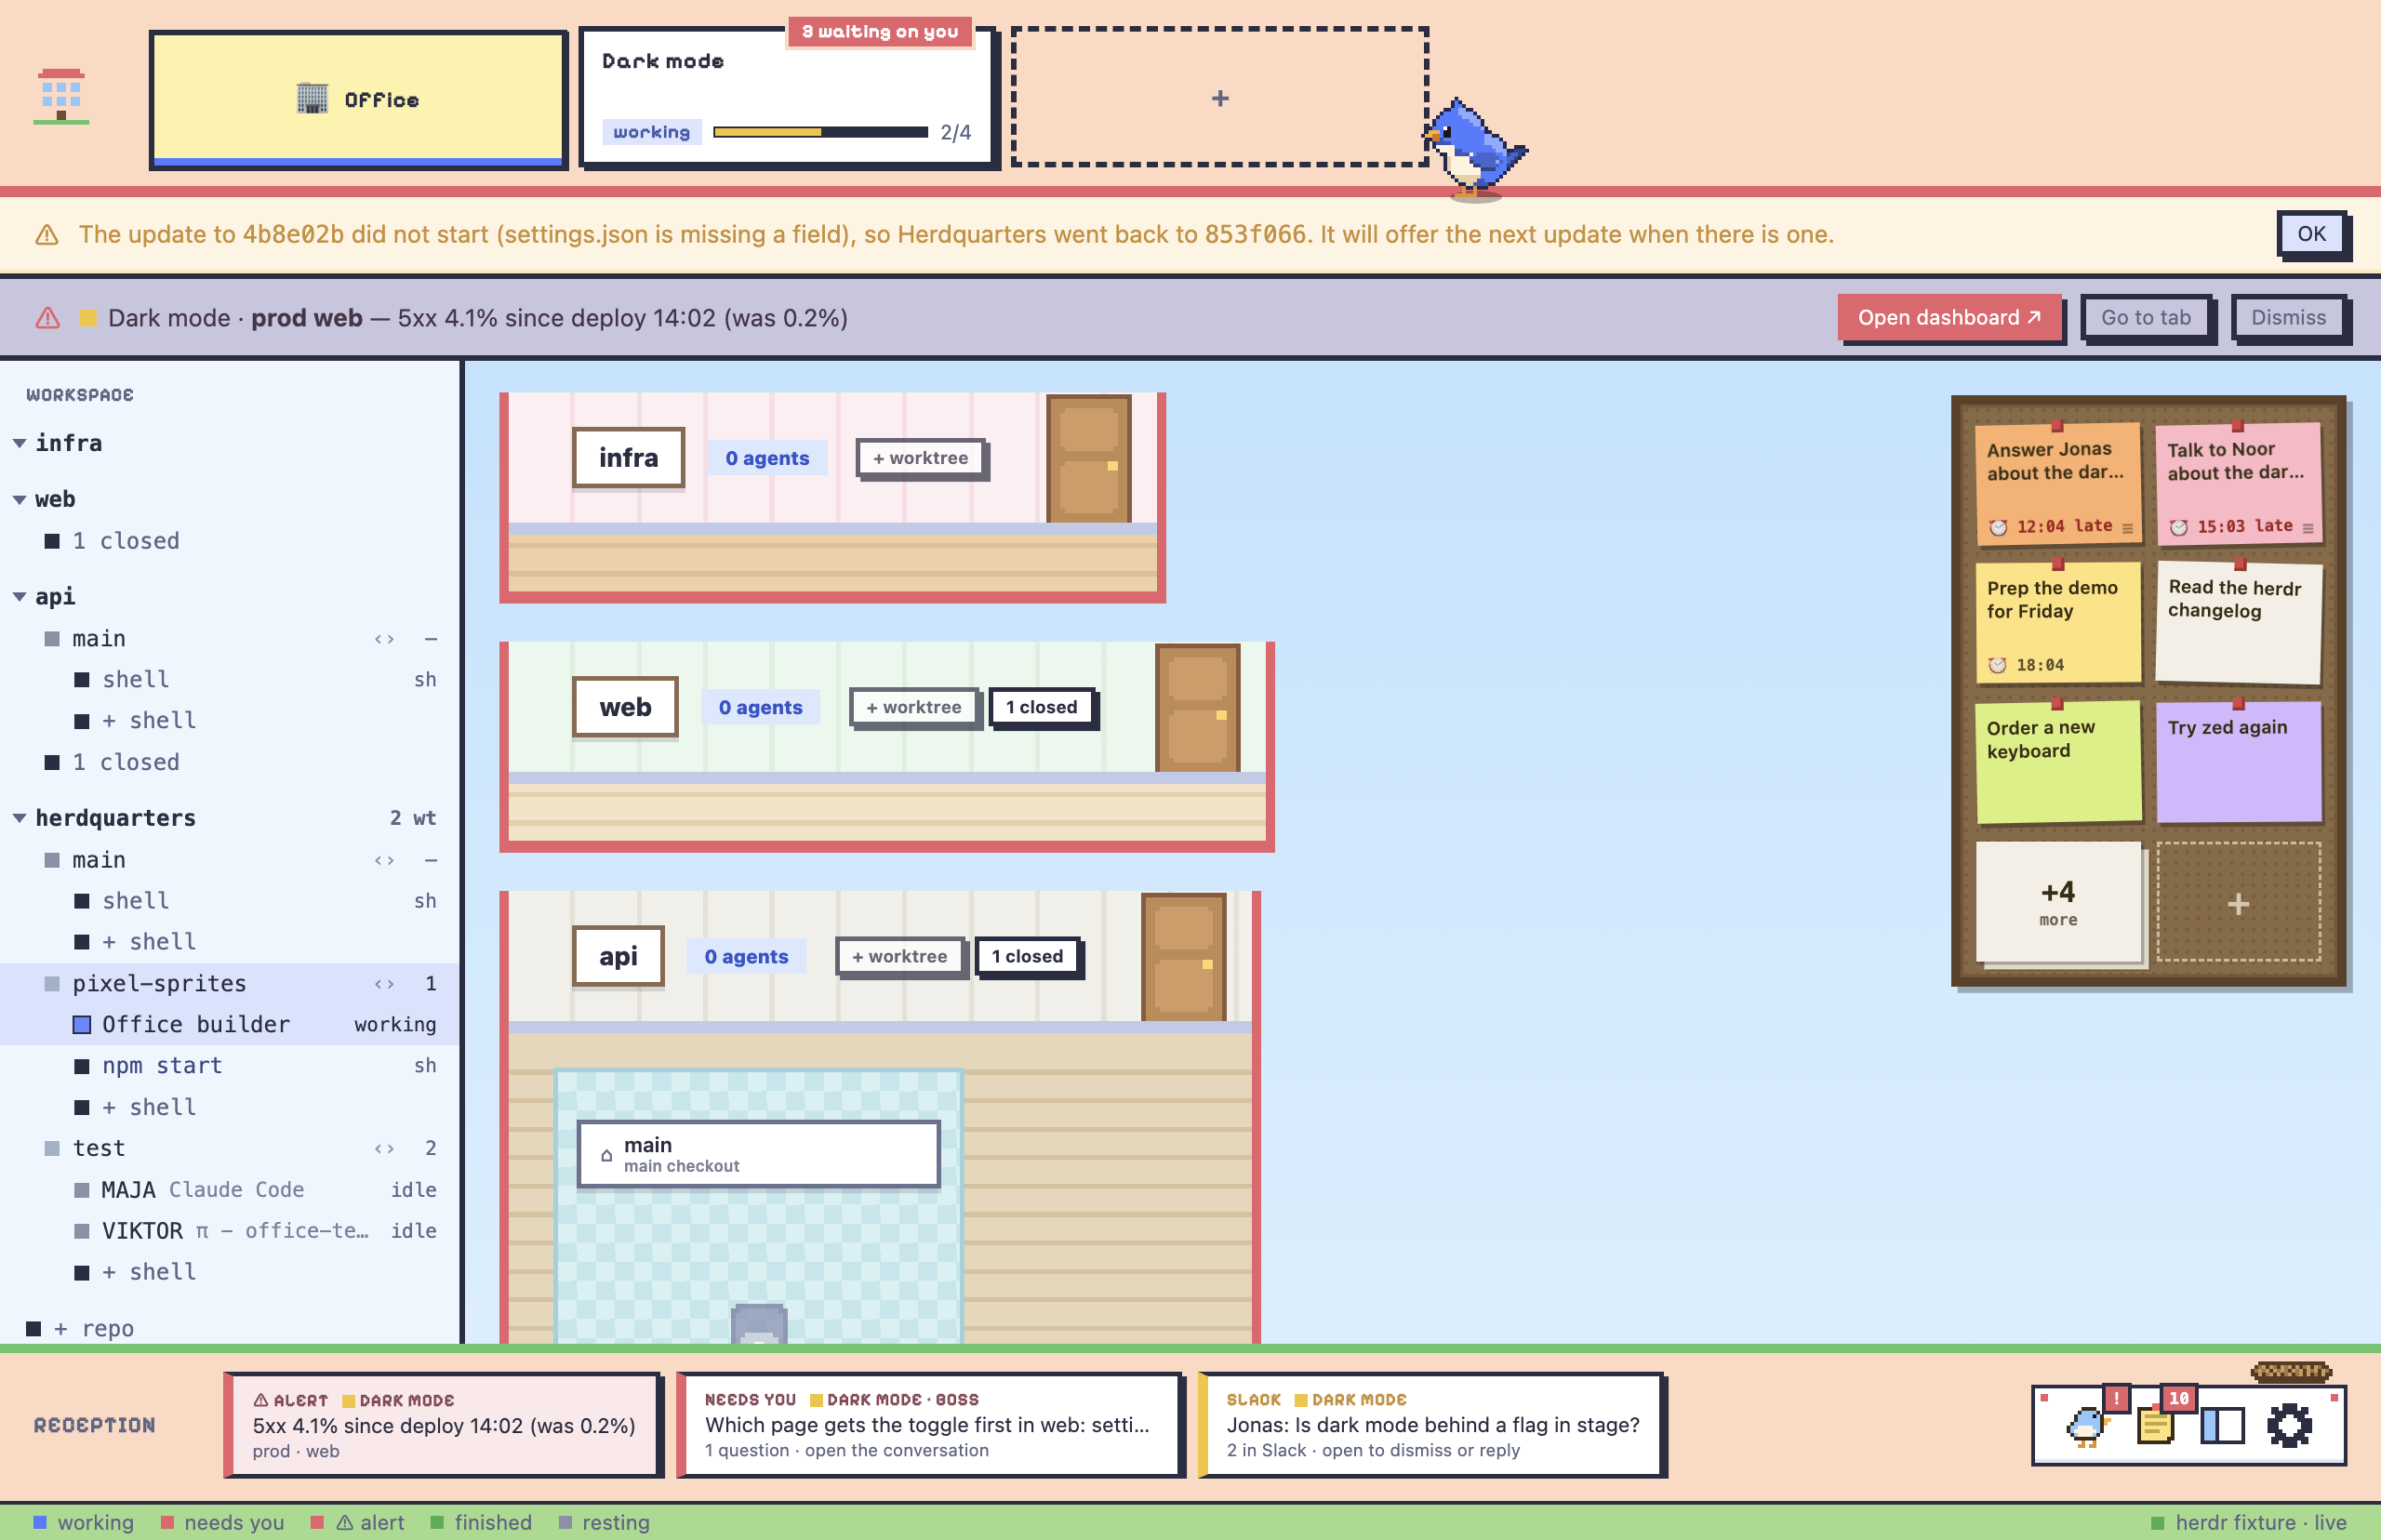 Office
3 waiting on you
Dark mode
working 2/4
+
The update to 4b8e02b did not start (settings.json is missing a field), so Herdquarters went back to 853f066. It will offer the next update when there is one.
OK
Dark mode · prod web — 5xx 4.1% since deploy 14:02 (was 0.2%)
Open dashboard ↗
Go to tab
Dismiss
WORKSPACE
infra
web
1 closed
api
main <> –
shell sh
+ shell
1 closed
herdquarters 2 wt
main <> –
shell sh
+ shell
pixel-sprites <> 1
Office builder working
npm start sh
+ shell
test <> 2
MAJA Claude Code idle
VIKTOR π – office-te… idle
+ shell
+ repo
infra 0 agents + worktree
web 0 agents + worktree 1 closed
api 0 agents + worktree 1 closed
main
main checkout
Answer Jonas
about the dar…
12:04 late
Talk to Noor
about the dar…
15:03 late
Prep the demo
for Friday
18:04
Read the herdr
changelog
Order a new
keyboard
Try zed again
+4
more
+
RECEPTION
ALERT DARK MODE
5xx 4.1% since deploy 14:02 (was 0.2%)
prod · web
NEEDS YOU DARK MODE · BOSS
Which page gets the toggle first in web: setti…
1 question · open the conversation
SLACK DARK MODE
Jonas: Is dark mode behind a flag in stage?
2 in Slack · open to dismiss or reply
! 10
working needs you alert finished resting
herdr fixture · live